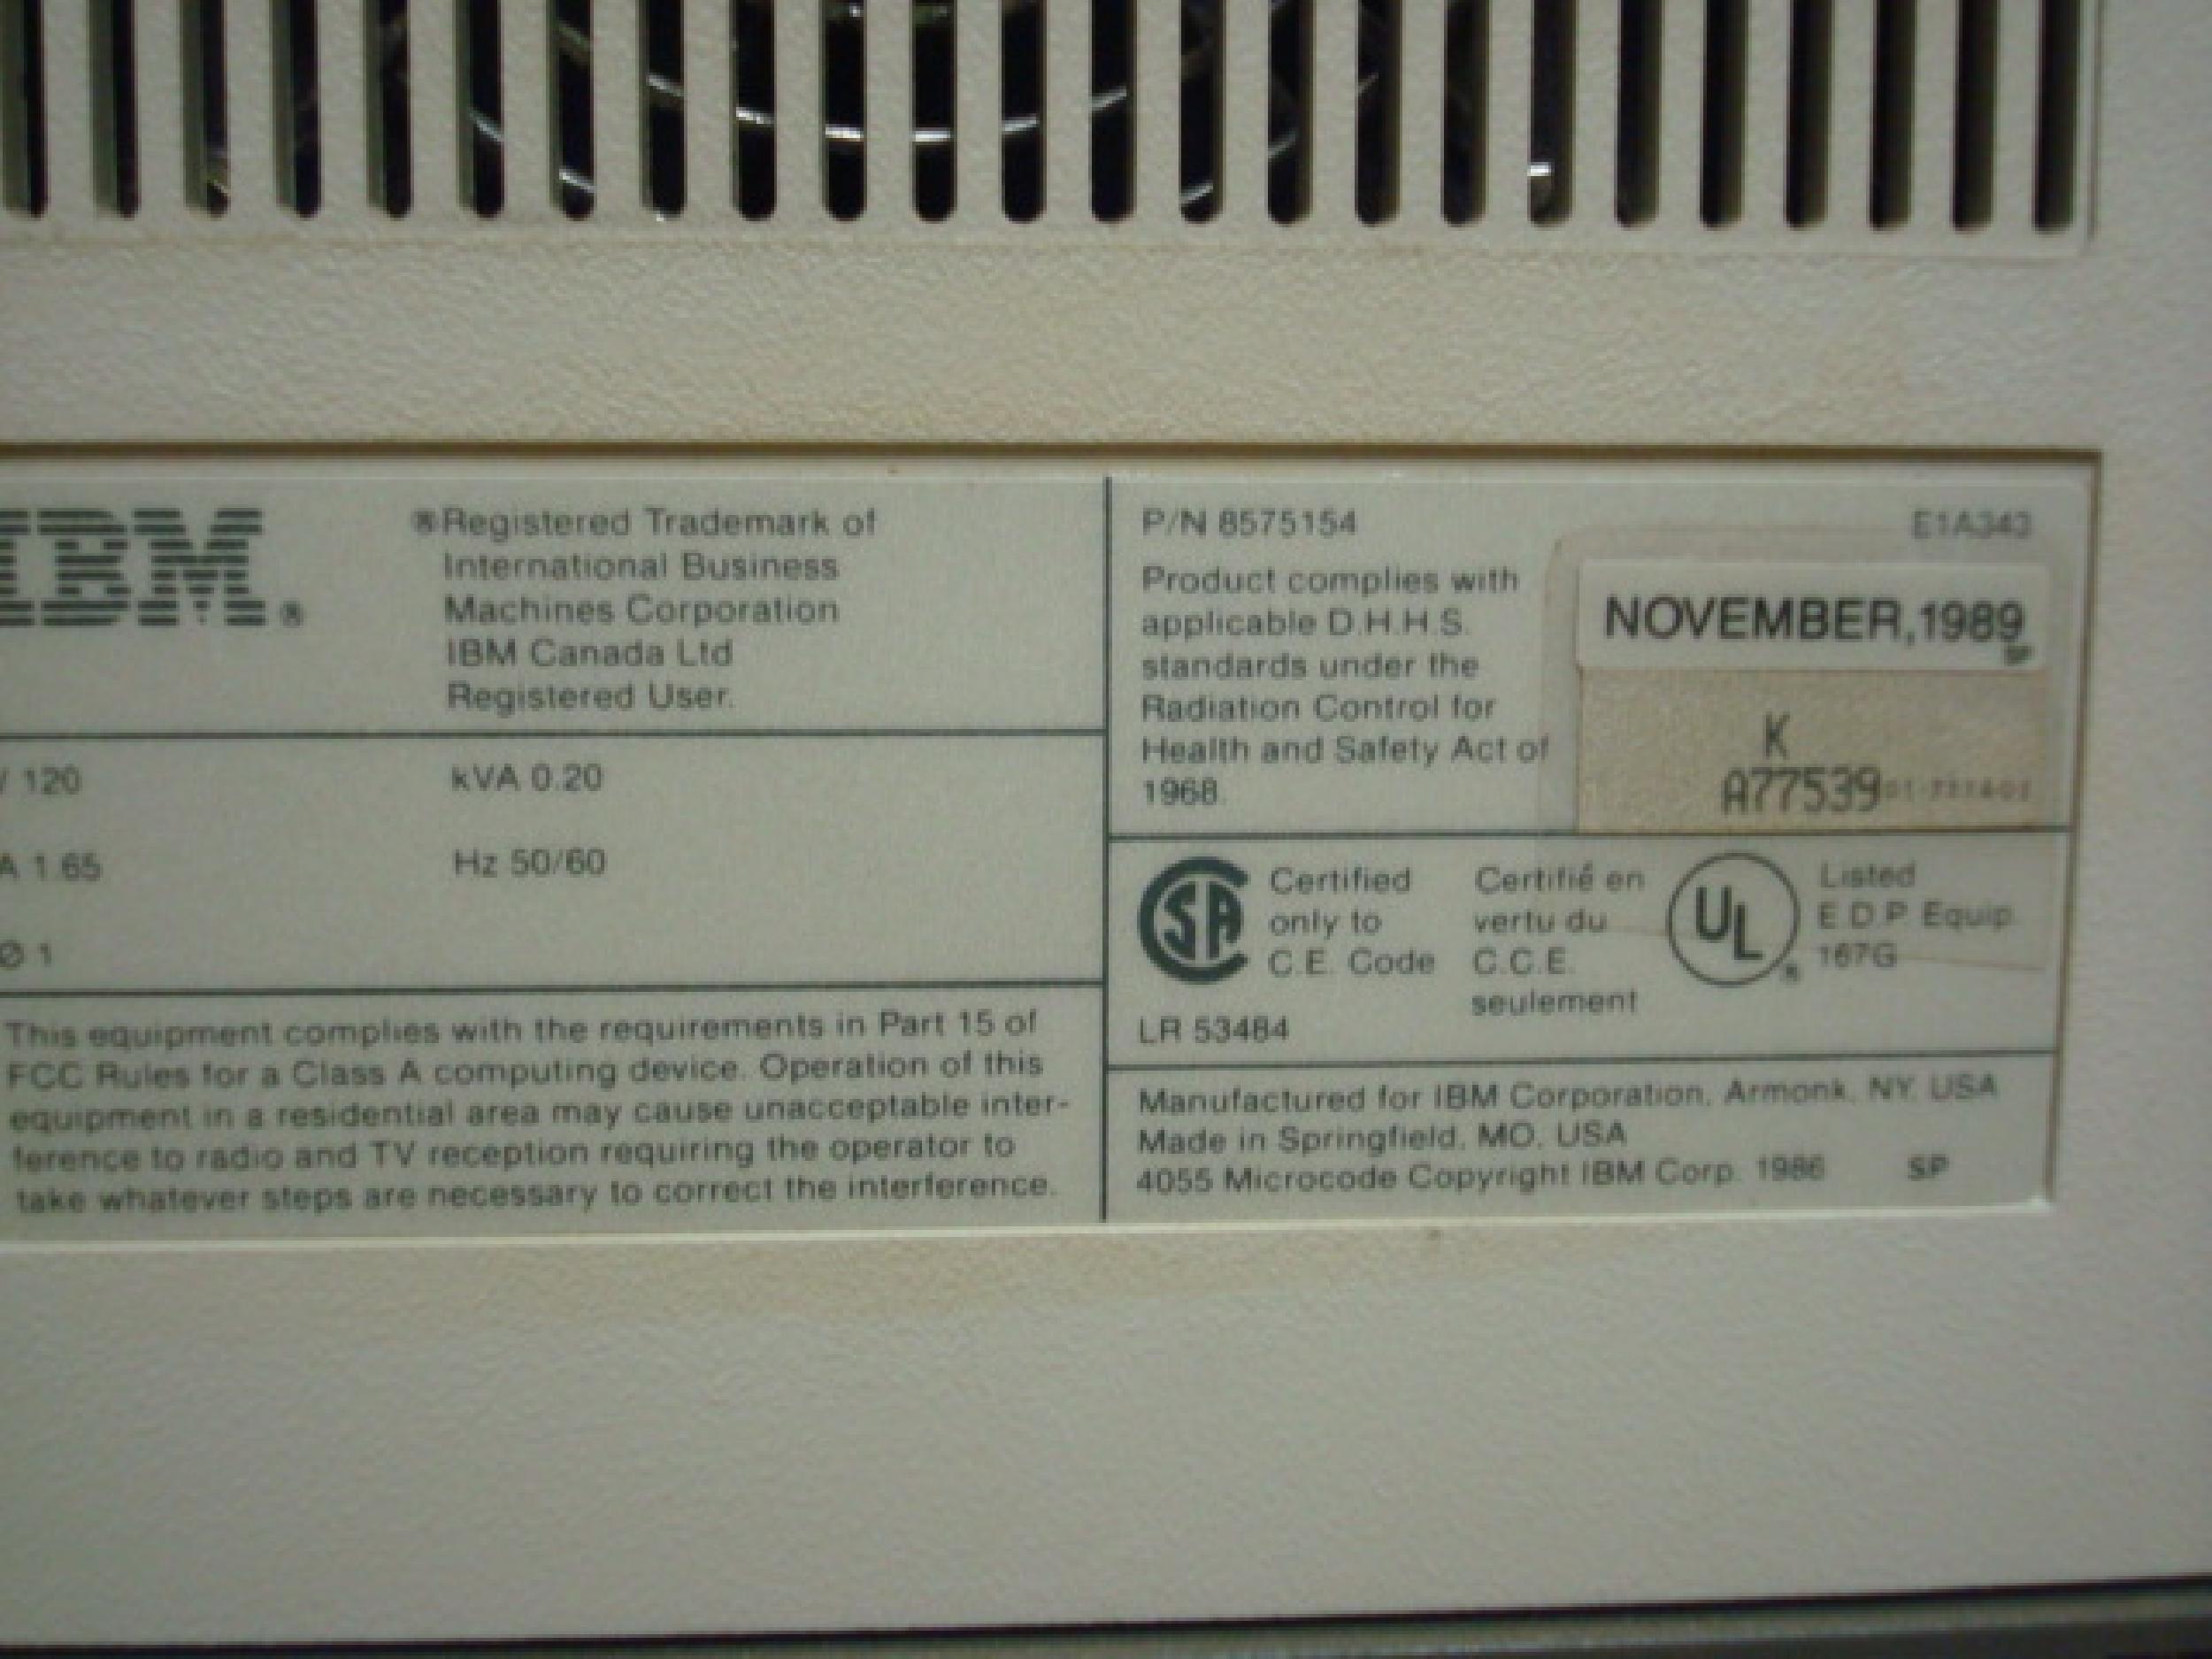 IBM®
®Registered Trademark of
International Business
Machines Corporation
IBM Canada Ltd
Registered User.
120
kVA 0.20
A 1.65
Hz 50/60
Ø 1
This equipment complies with the requirements in Part 15 of
FCC Rules for a Class A computing device. Operation of this
equipment in a residential area may cause unacceptable inter-
ference to radio and TV reception requiring the operator to
take whatever steps are necessary to correct the interference.
P/N 8575154
E1A343
Product complies with
applicable D.H.H.S.
standards under the
Radiation Control for
Health and Safety Act of
1968.
NOVEMBER,1989
SP
K
A77539
CSA
Certified
only to
C.E. Code
LR 53484
Certifié en
vertu du
C.C.E.
seulement
UL®
Listed
E.D.P. Equip.
167G
Manufactured for IBM Corporation, Armonk, NY, USA
Made in Springfield, MO, USA
4055 Microcode Copyright IBM Corp. 1986 SP